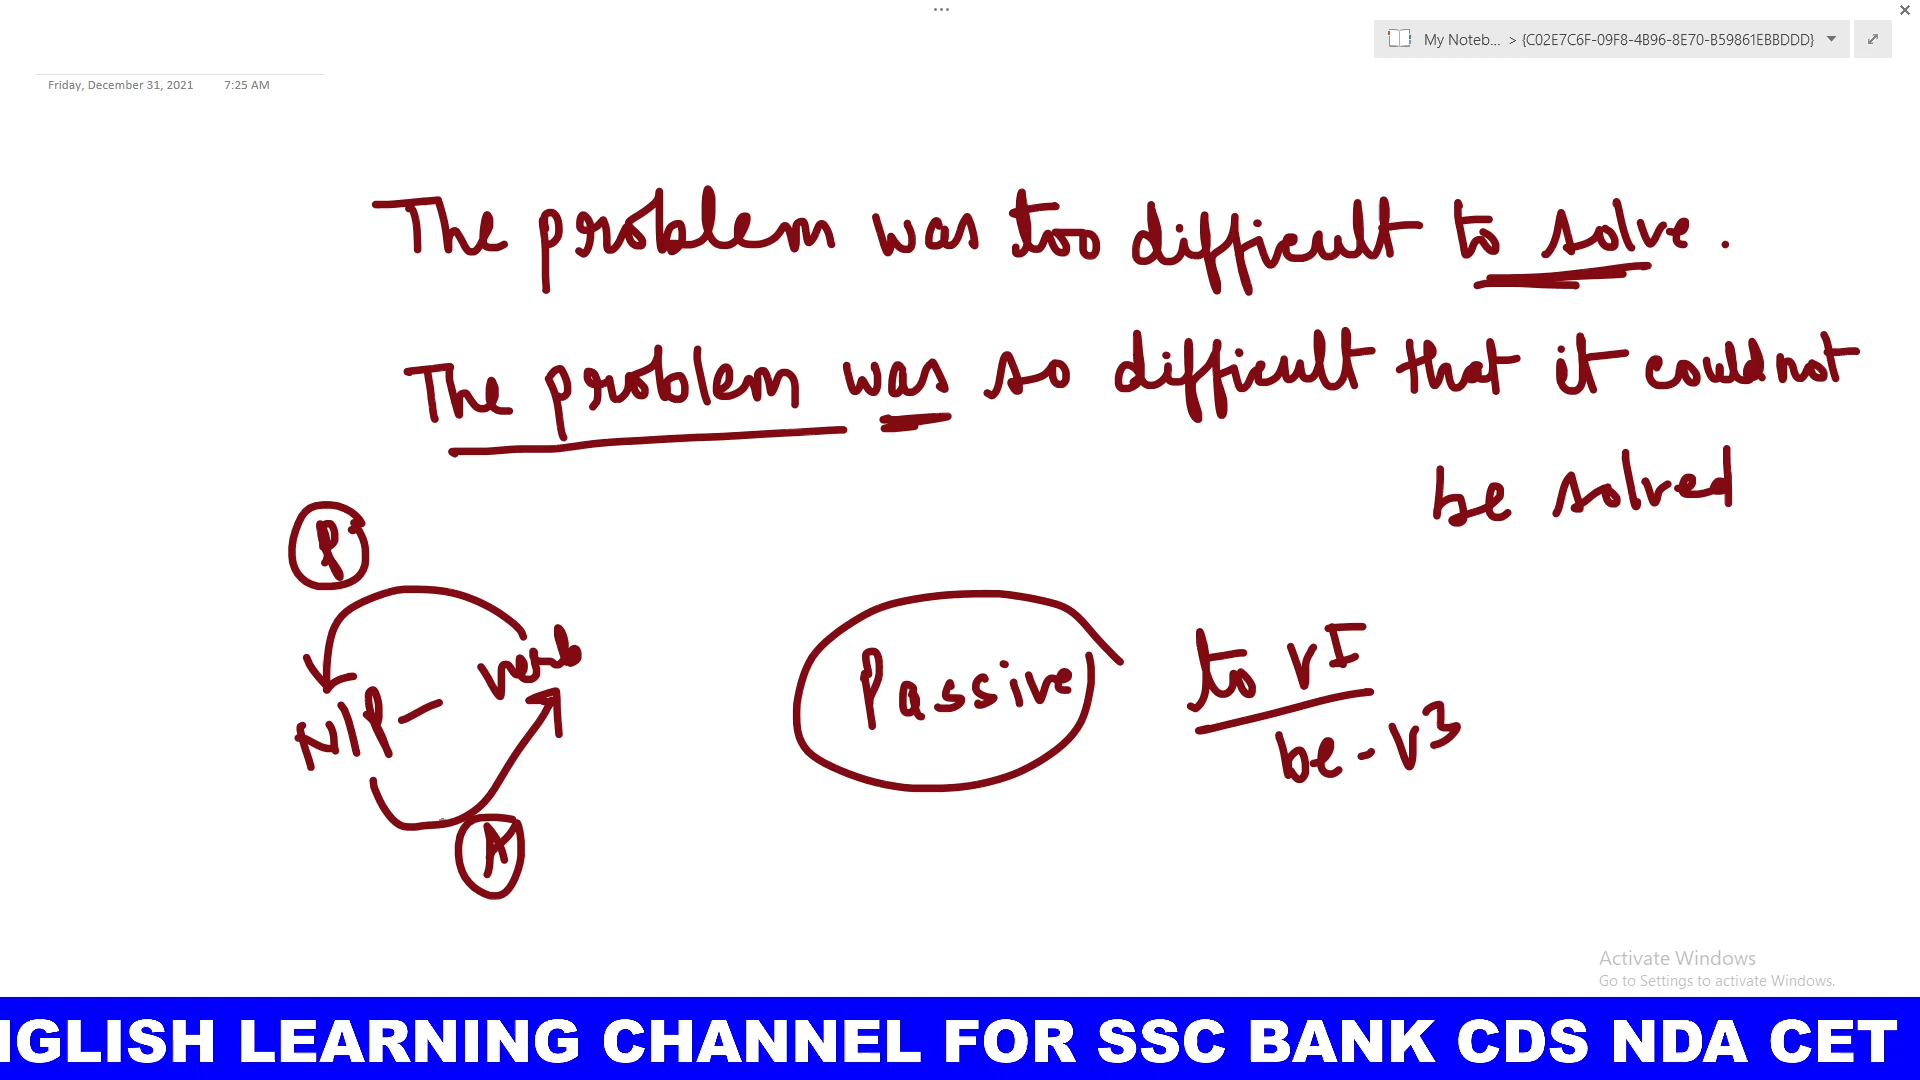 ...
My Noteb... > {C02E7C6F-09F8-4B96-8E70-B59861EBBDDD}
Friday, December 31, 2021 7:25 AM
The problem was too difficult to solve.
The problem was so difficult that it could not
be solved
P
verb
N/P -
A
Passive
to v I
be - v3
Activate Windows
Go to Settings to activate Windows.
NGLISH LEARNING CHANNEL FOR SSC BANK CDS NDA CET